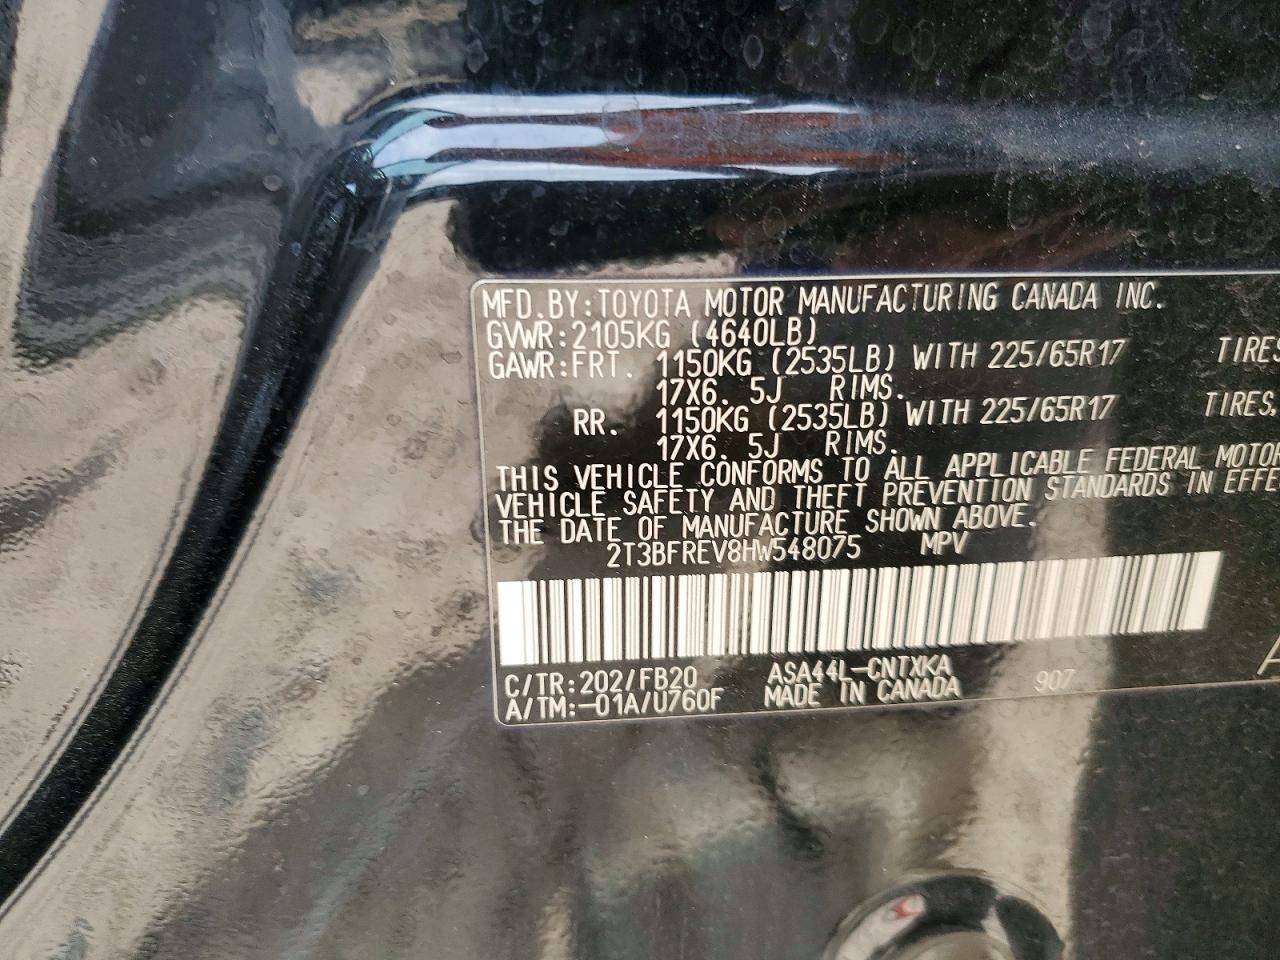 MFD.BY:TOYOTA MOTOR MANUFACTURING CANADA INC.
GVWR:2105KG (4640LB)
GAWR:FRT. 1150KG (2535LB) WITH 225/65R17 TIRES
17X6. 5J RIMS.
RR. 1150KG (2535LB) WITH 225/65R17 TIRES,
17X6. 5J RIMS.
THIS VEHICLE CONFORMS TO ALL APPLICABLE FEDERAL MOTOR
VEHICLE SAFETY AND THEFT PREVENTION STANDARDS IN EFFE
THE DATE OF MANUFACTURE SHOWN ABOVE.
2T3BFREV8HW548075 MPV
C/TR:202/FB20 ASA44L-CNTXKA 907
A/TM:-01A/U760F MADE IN CANADA